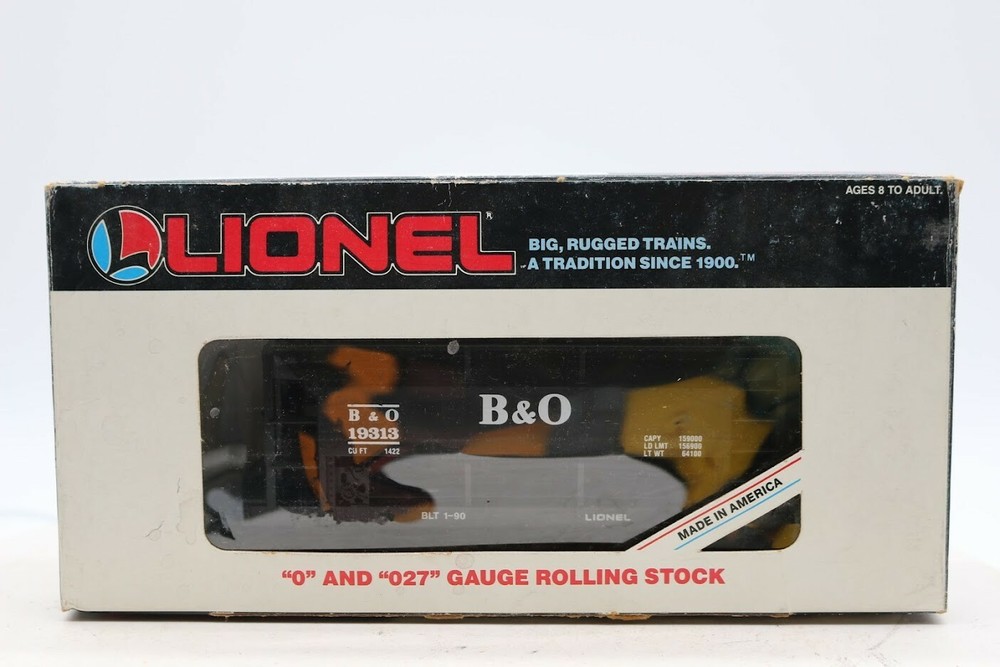 AGES 8 TO ADULT.
LIONEL
BIG, RUGGED TRAINS.
A TRADITION SINCE 1900.™
B & O
19313
CU FT 1422
B&O
CAPY 159000
LD LMT 156900
LT WT 64100
BLT 1-90
LIONEL
MADE IN AMERICA
"O" AND "027" GAUGE ROLLING STOCK